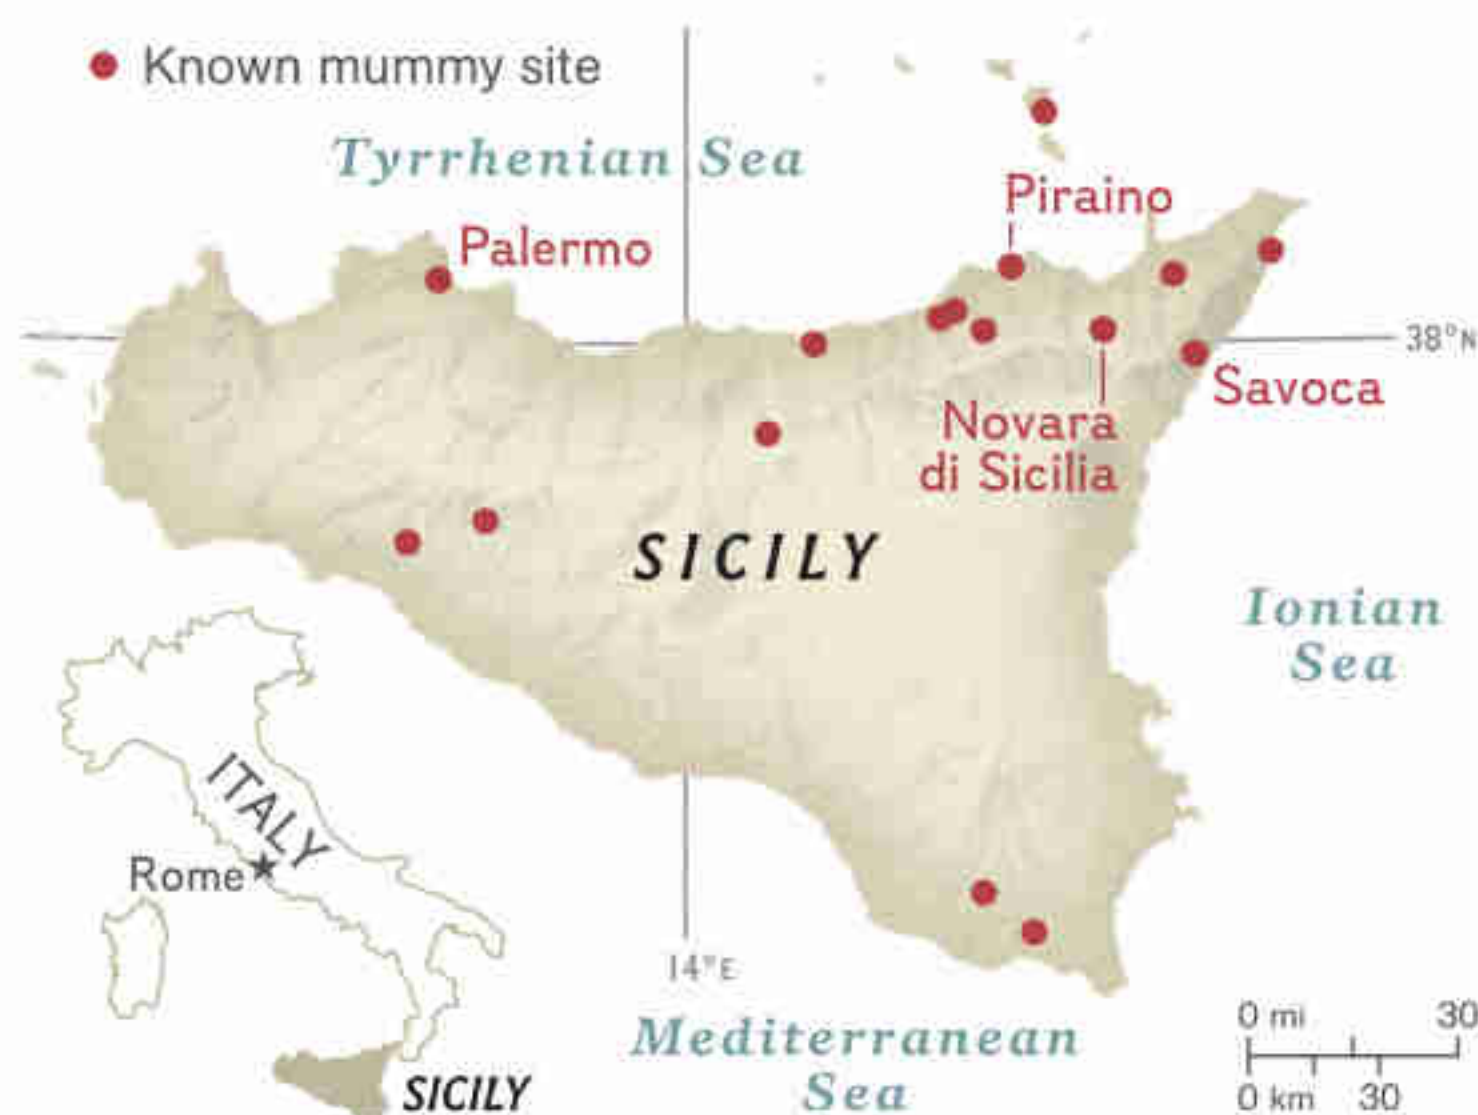 Known mummy site
Tyrrhenian Sea
Piraino
Palermo
38°N
Savoca
Novara
di Sicilia
SICILY
Ionian
Sea
ITALY
Rome
14°E
Mediterranean
Sea
0 mi 30
0 km 30
SICILY